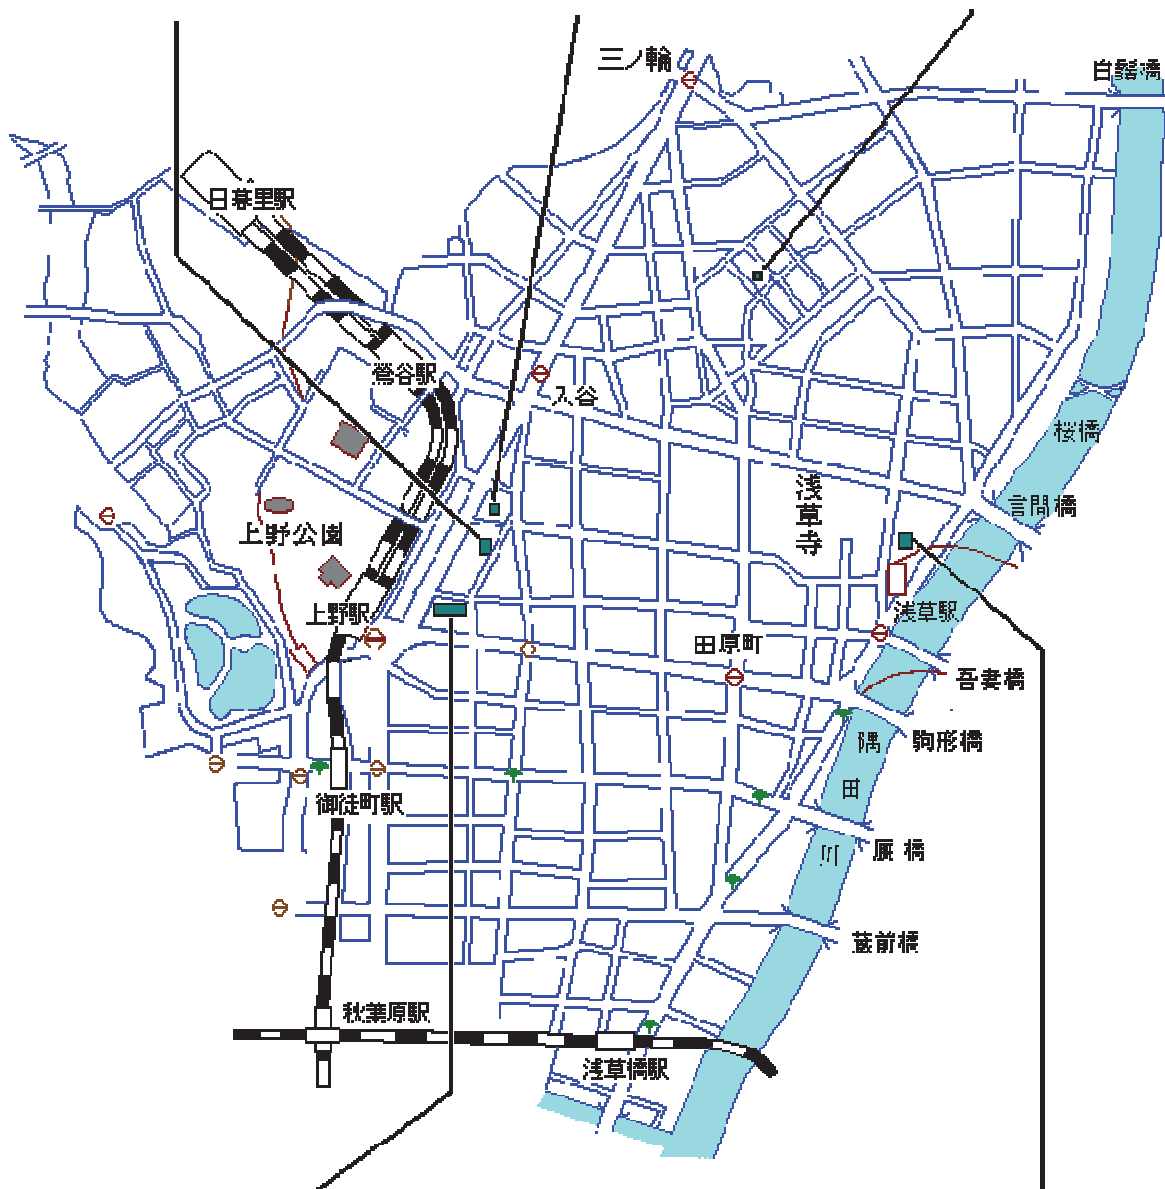 三ノ輪
白鬚橋
日暮里駅
鶯谷駅
入谷
桜橋
浅草寺
言問橋
上野公園
上野駅
浅草駅
田原町
吾妻橋
駒形橋
隅田川
御徒町駅
厩橋
蔵前橋
秋葉原駅
浅草橋駅